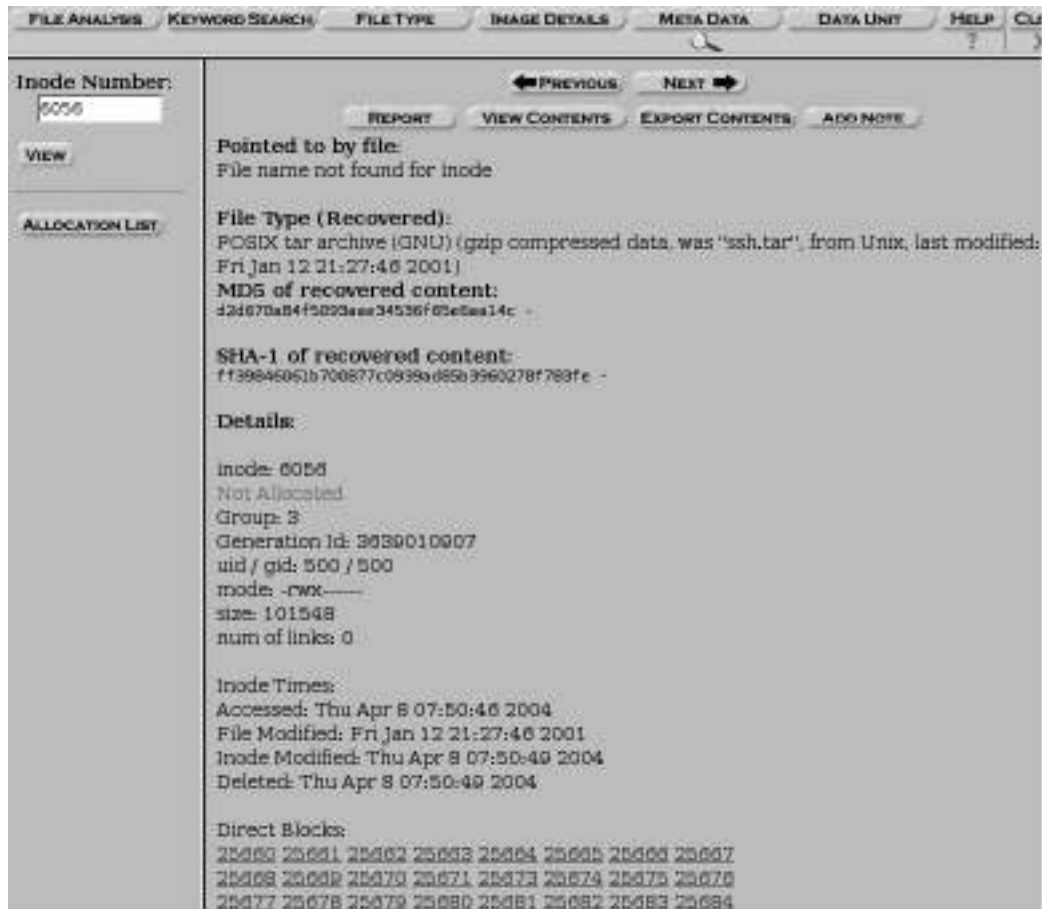 FILE ANALYSIS KEYWORD SEARCH FILE TYPE IMAGE DETAILS META DATA DATA UNIT HELP
?
Inode Number:
6056
VIEW
ALLOCATION LIST
PREVIOUS NEXT
REPORT VIEW CONTENTS EXPORT CONTENTS ADD NOTE
Pointed to by file:
File name not found for inode
File Type (Recovered):
POSIX tar archive (GNU) (gzip compressed data, was "ssh.tar", from Unix, last modified:
Fri Jan 12 21:27:46 2001)
MD5 of recovered content:
SHA-1 of recovered content:
Details:
inode: 6056
Not Allocated
Group: 3
Generation Id: 3639010907
uid / gid: 500 / 500
mode: -rwx------
size: 101548
num of links: 0
Inode Times:
Accessed: Thu Apr 8 07:50:46 2004
File Modified: Fri Jan 12 21:27:46 2001
Inode Modified: Thu Apr 8 07:50:49 2004
Deleted: Thu Apr 8 07:50:49 2004
Direct Blocks:
25660 25661 25662 25663 25664 25665 25666 25667
25668 25669 25670 25671 25673 25674 25675 25676
25677 25678 25679 25680 25681 25682 25683 25684